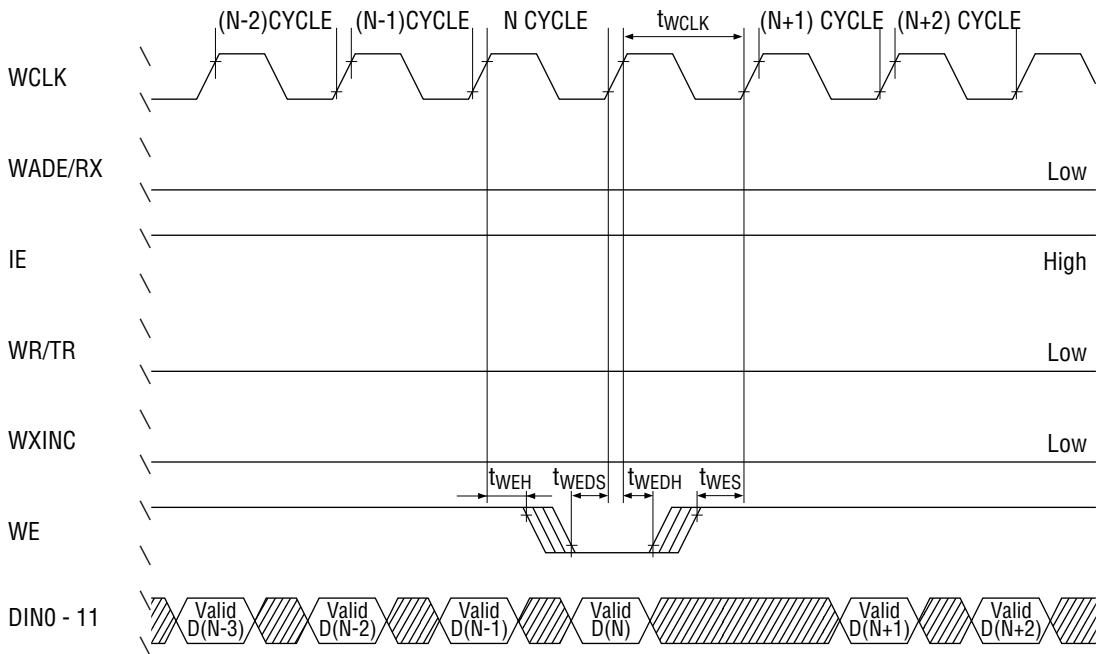 (N-2)CYCLE (N-1)CYCLE N CYCLE tWCLK (N+1) CYCLE (N+2) CYCLE
WCLK
WADE/RX Low
IE High
WR/TR Low
WXINC Low
tWEH tWEDS tWEDH tWES
WE
DIN0 - 11
Valid D(N-3)
Valid D(N-2)
Valid D(N-1)
Valid D(N)
Valid D(N+1)
Valid D(N+2)